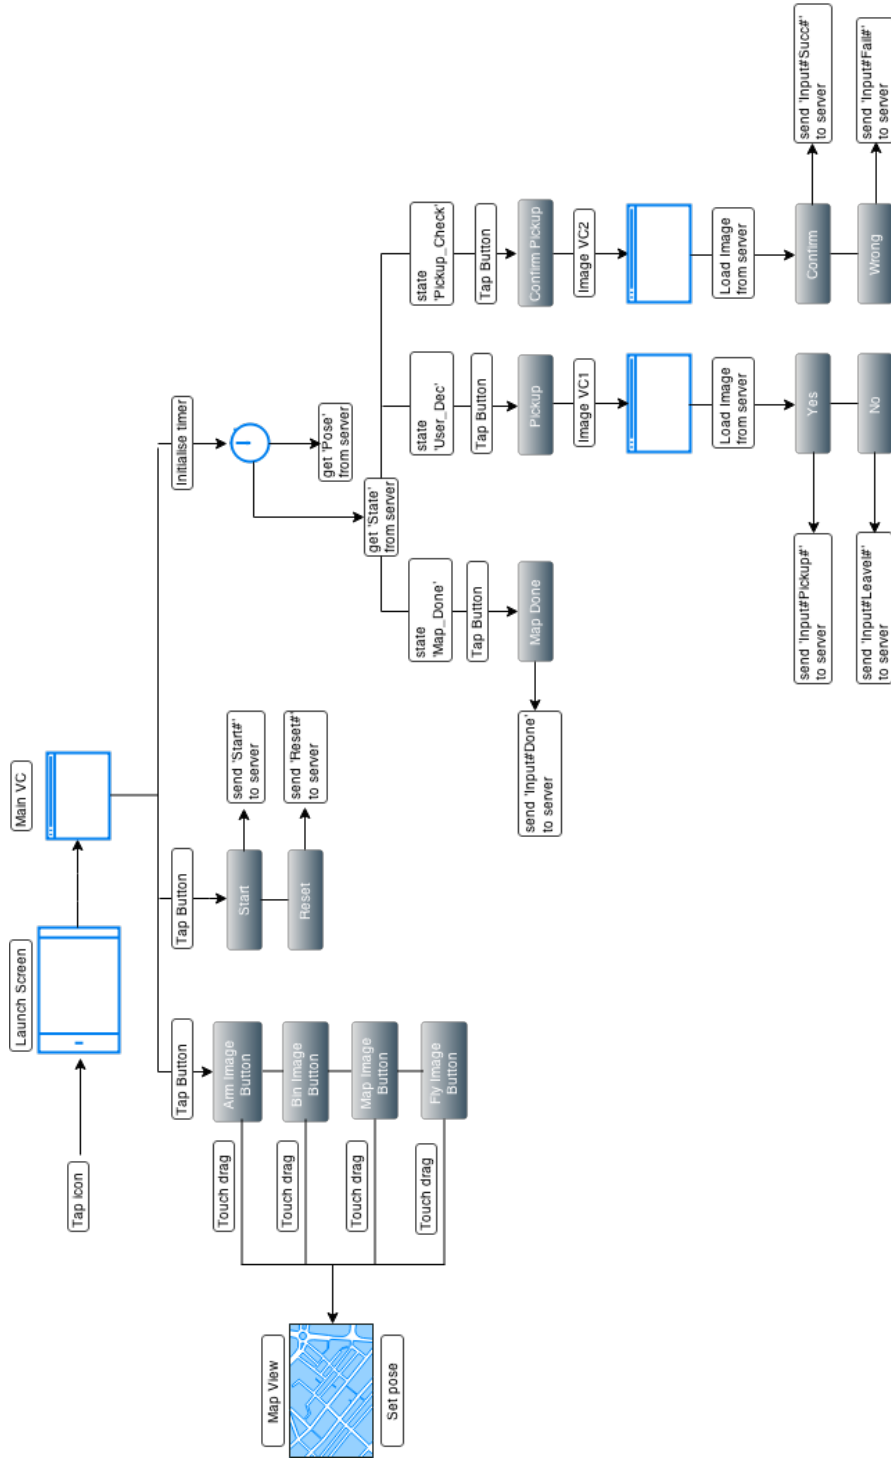 Tap icon
Launch Screen
Main VC
Tap Button
Arm Image
Button
Bin Image
Button
Map Image
Button
Fly Image
Button
Touch drag
Touch drag
Touch drag
Touch drag
Map View
Set pose
Tap Button
Start
Reset
send 'Start#'
to server
send 'Reset#'
to server
Initialise timer
get 'Pose'
from server
get 'State'
from server
state
'Map_Done'
Tap Button
Map Done
send 'Input#Done'
to server
state
'User_Dec'
Tap Button
Pickup
Image VC1
Load Image
from server
Yes
No
send 'Input#Pickup#'
to server
send 'Input#Leavel#'
to server
state
'Pickup_Check'
Tap Button
Confirm Pickup
Image VC2
Load Image
from server
Confirm
Wrong
send 'Input#Succ#'
to server
send 'Input#Fail#'
to server